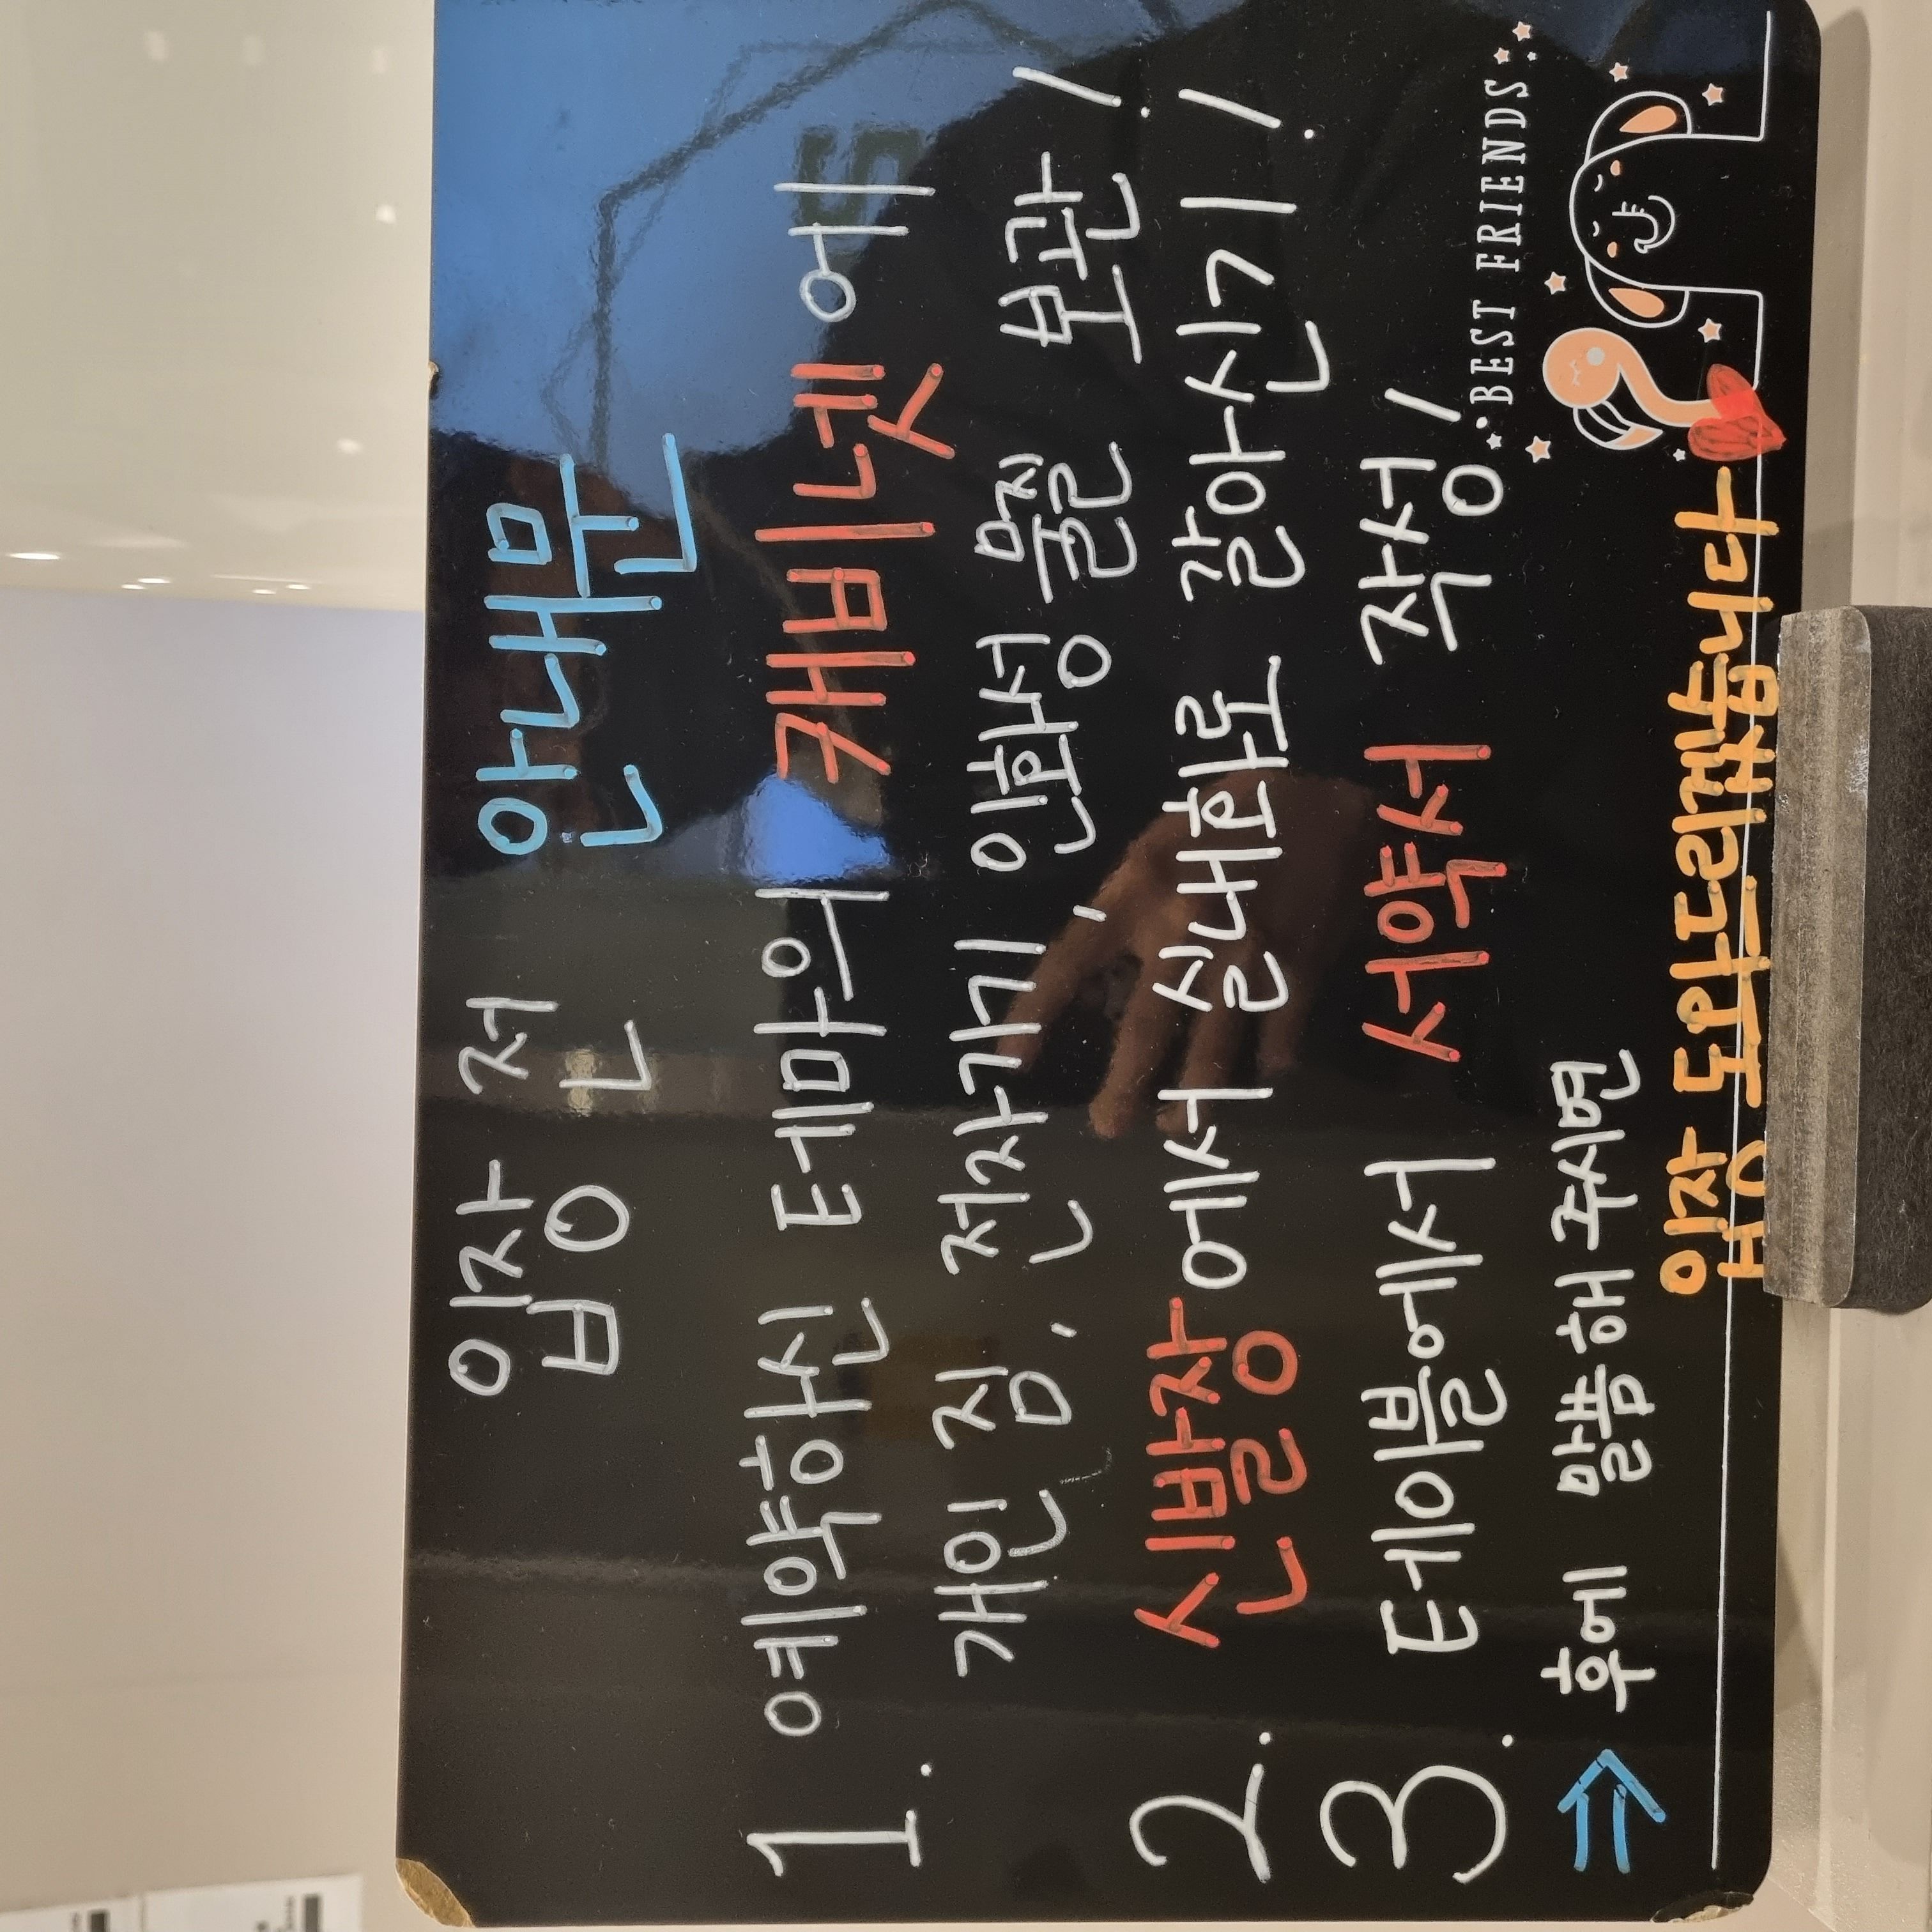 입장 전 안내문
1. 예약하신 테마의 캐비넷에
개인 짐, 전자기기, 인화성 물질 보관!
2. 신발장에서 실내화로 갈아신기!
3. 테이블에서 서약서 작성!
BEST FRIENDS
⇒ 후에 말씀해주시면
입장 도와드리겠습니다